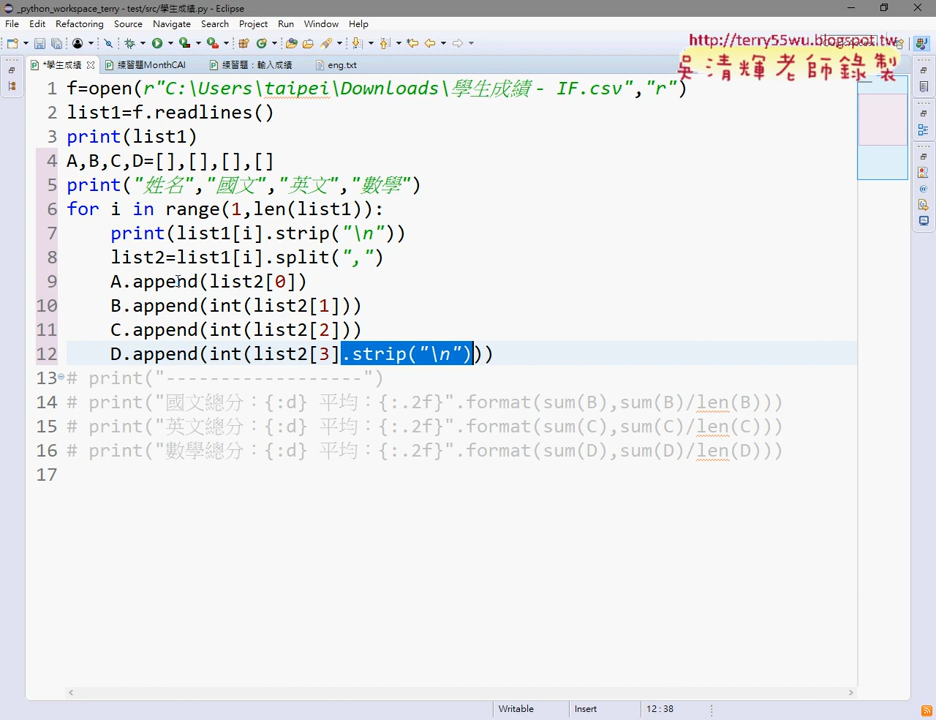 _python_workspace_terry - test/src/學生成績.py - Eclipse
File Edit Refactoring Source Navigate Search Project Run Window Help
http://terry55wu.blogspot.tw
吳清輝老師錄製
*學生成績 練習題MonthCAl 練習題：輸入成績 eng.txt
1 f=open(r"C:\Users\taipei\Downloads\學生成績 - IF.csv","r")
2 list1=f.readlines()
3 print(list1)
4 A,B,C,D=[],[],[],[]
5 print("姓名","國文","英文","數學")
6 for i in range(1,len(list1)):
7 print(list1[i].strip("\n"))
8 list2=list1[i].split(",")
9 A.append(list2[0])
10 B.append(int(list2[1]))
11 C.append(int(list2[2]))
12 D.append(int(list2[3].strip("\n")))
13 # print("------------------")
14 # print("國文總分：{:d} 平均：{:.2f}".format(sum(B),sum(B)/len(B)))
15 # print("英文總分：{:d} 平均：{:.2f}".format(sum(C),sum(C)/len(C)))
16 # print("數學總分：{:d} 平均：{:.2f}".format(sum(D),sum(D)/len(D)))
17
Writable Insert 12 : 38